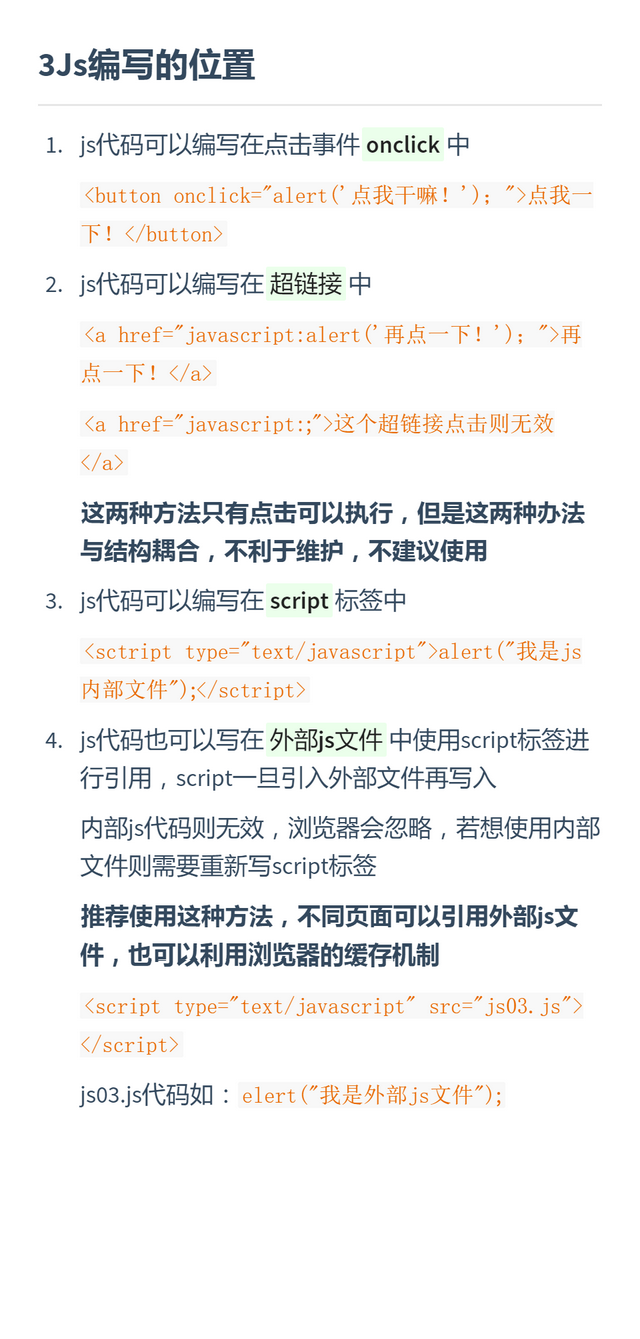 3Js编写的位置
1. js代码可以编写在点击事件 onclick 中
<button onclick="alert('点我干嘛！'); ">点我一
下！</button>
2. js代码可以编写在 超链接 中
<a href="javascript:alert('再点一下！'); ">再
点一下！</a>
<a href="javascript:;">这个超链接点击则无效
</a>
这两种方法只有点击可以执行，但是这两种办法
与结构耦合，不利于维护，不建议使用
3. js代码可以编写在 script 标签中
<sctript type="text/javascript">alert("我是js
内部文件");</sctript>
4. js代码也可以写在 外部js文件 中使用script标签进
行引用，script一旦引入外部文件再写入
内部js代码则无效，浏览器会忽略，若想使用内部
文件则需要重新写script标签
推荐使用这种方法，不同页面可以引用外部js文
件，也可以利用浏览器的缓存机制
<script type="text/javascript" src="js03.js">
</script>
js03.js代码如：elert("我是外部js文件");